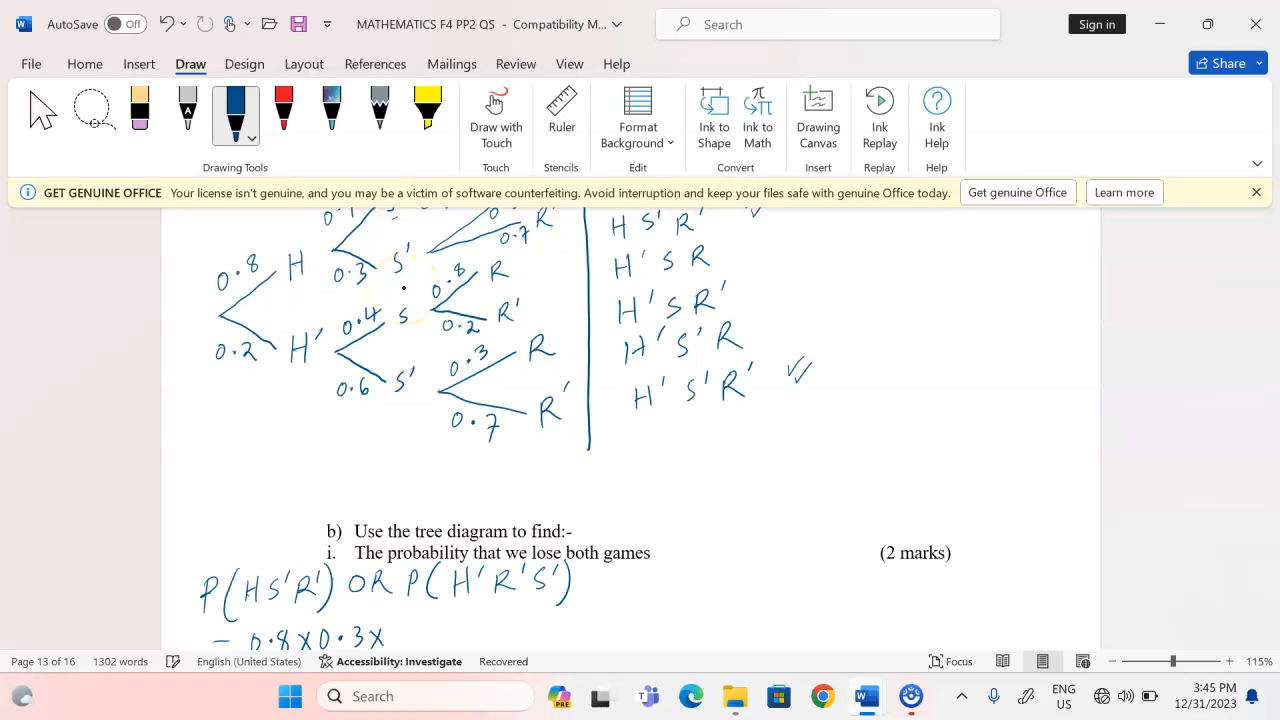 AutoSave Off MATHEMATICS F4 PP2 QS - Compatibility M... Search Sign in
File Home Insert Draw Design Layout References Mailings Review View Help Share
Draw with Touch Ruler Format Background Ink to Shape Ink to Math Drawing Canvas Ink Replay Ink Help
Drawing Tools Touch Stencils Edit Convert Insert Replay Help
GET GENUINE OFFICE Your license isn't genuine, and you may be a victim of software counterfeiting. Avoid interruption and keep your files safe with genuine Office today. Get genuine Office Learn more
0.7 R' H S' R'
0.8 H 0.3 S' 0.8 R H' S R
0.4 S 0.2 R' H' S R'
0.2 H' 0.3 R H' S' R
0.6 S' 0.7 R' H' S' R'
b) Use the tree diagram to find:-
i. The probability that we lose both games (2 marks)
P(HS'R') OR P(H'R'S')
= 0.8x0.3x
Page 13 of 16 1302 words English (United States) Accessibility: Investigate Recovered Focus 115%
Search PRE ENG US 3:45 PM 12/31/2023